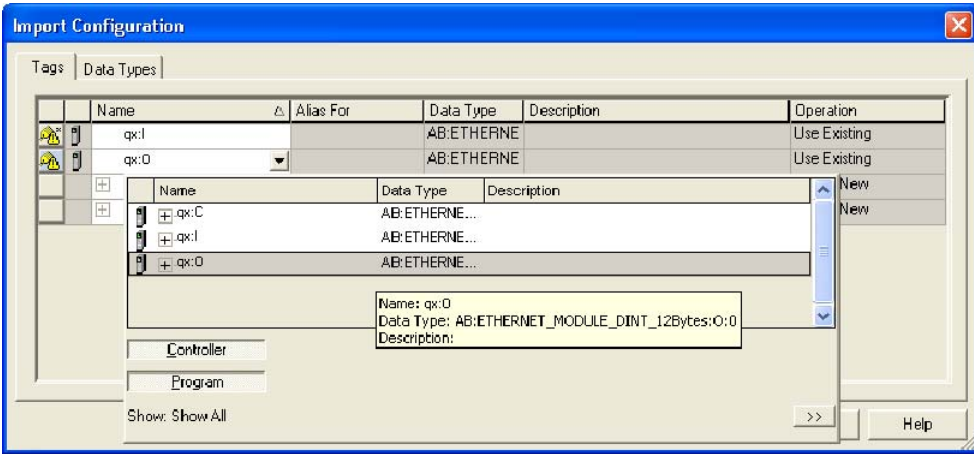 Import Configuration
Tags Data Types
Name Alias For Data Type Description Operation
qx:I AB:ETHERNE Use Existing
qx:O AB:ETHERNE Use Existing
New
New
Name Data Type Description
qx:C AB:ETHERNE...
qx:I AB:ETHERNE...
qx:O AB:ETHERNE...
Name: qx:O
Data Type: AB:ETHERNET_MODULE_DINT_12Bytes:O:0
Description:
Controller
Program
Show: Show All >>
Help